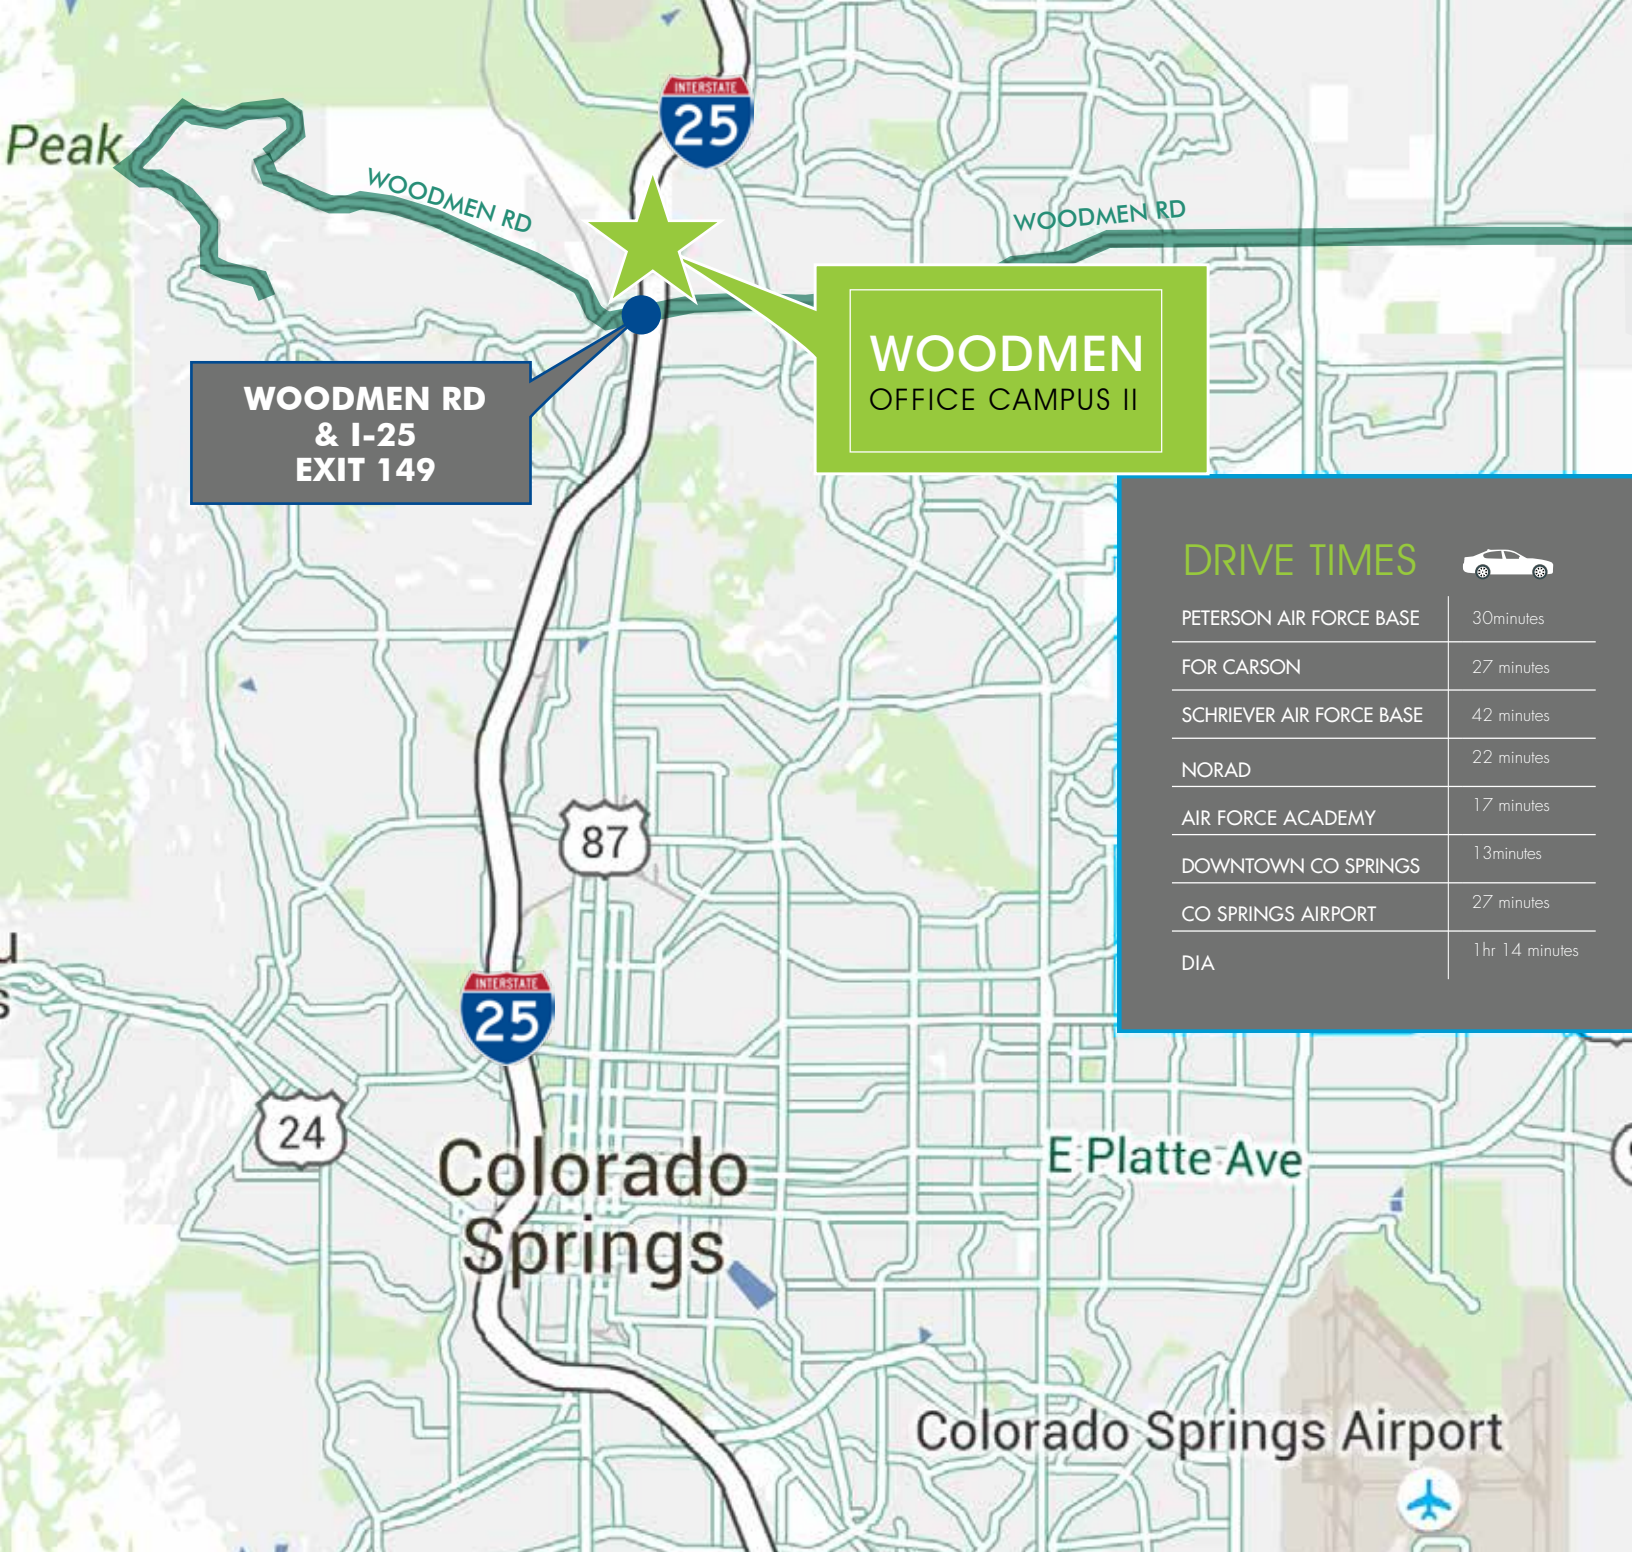 INTERSTATE
25
Peak
WOODMEN RD
WOODMEN RD
WOODMEN
OFFICE CAMPUS II
WOODMEN RD
& I-25
EXIT 149
DRIVE TIMES
PETERSON AIR FORCE BASE 30minutes
FOR CARSON 27 minutes
SCHRIEVER AIR FORCE BASE 42 minutes
NORAD 22 minutes
AIR FORCE ACADEMY 17 minutes
DOWNTOWN CO SPRINGS 13minutes
CO SPRINGS AIRPORT 27 minutes
DIA 1hr 14 minutes
87
INTERSTATE
25
24
Colorado
Springs
E Platte Ave
Colorado Springs Airport